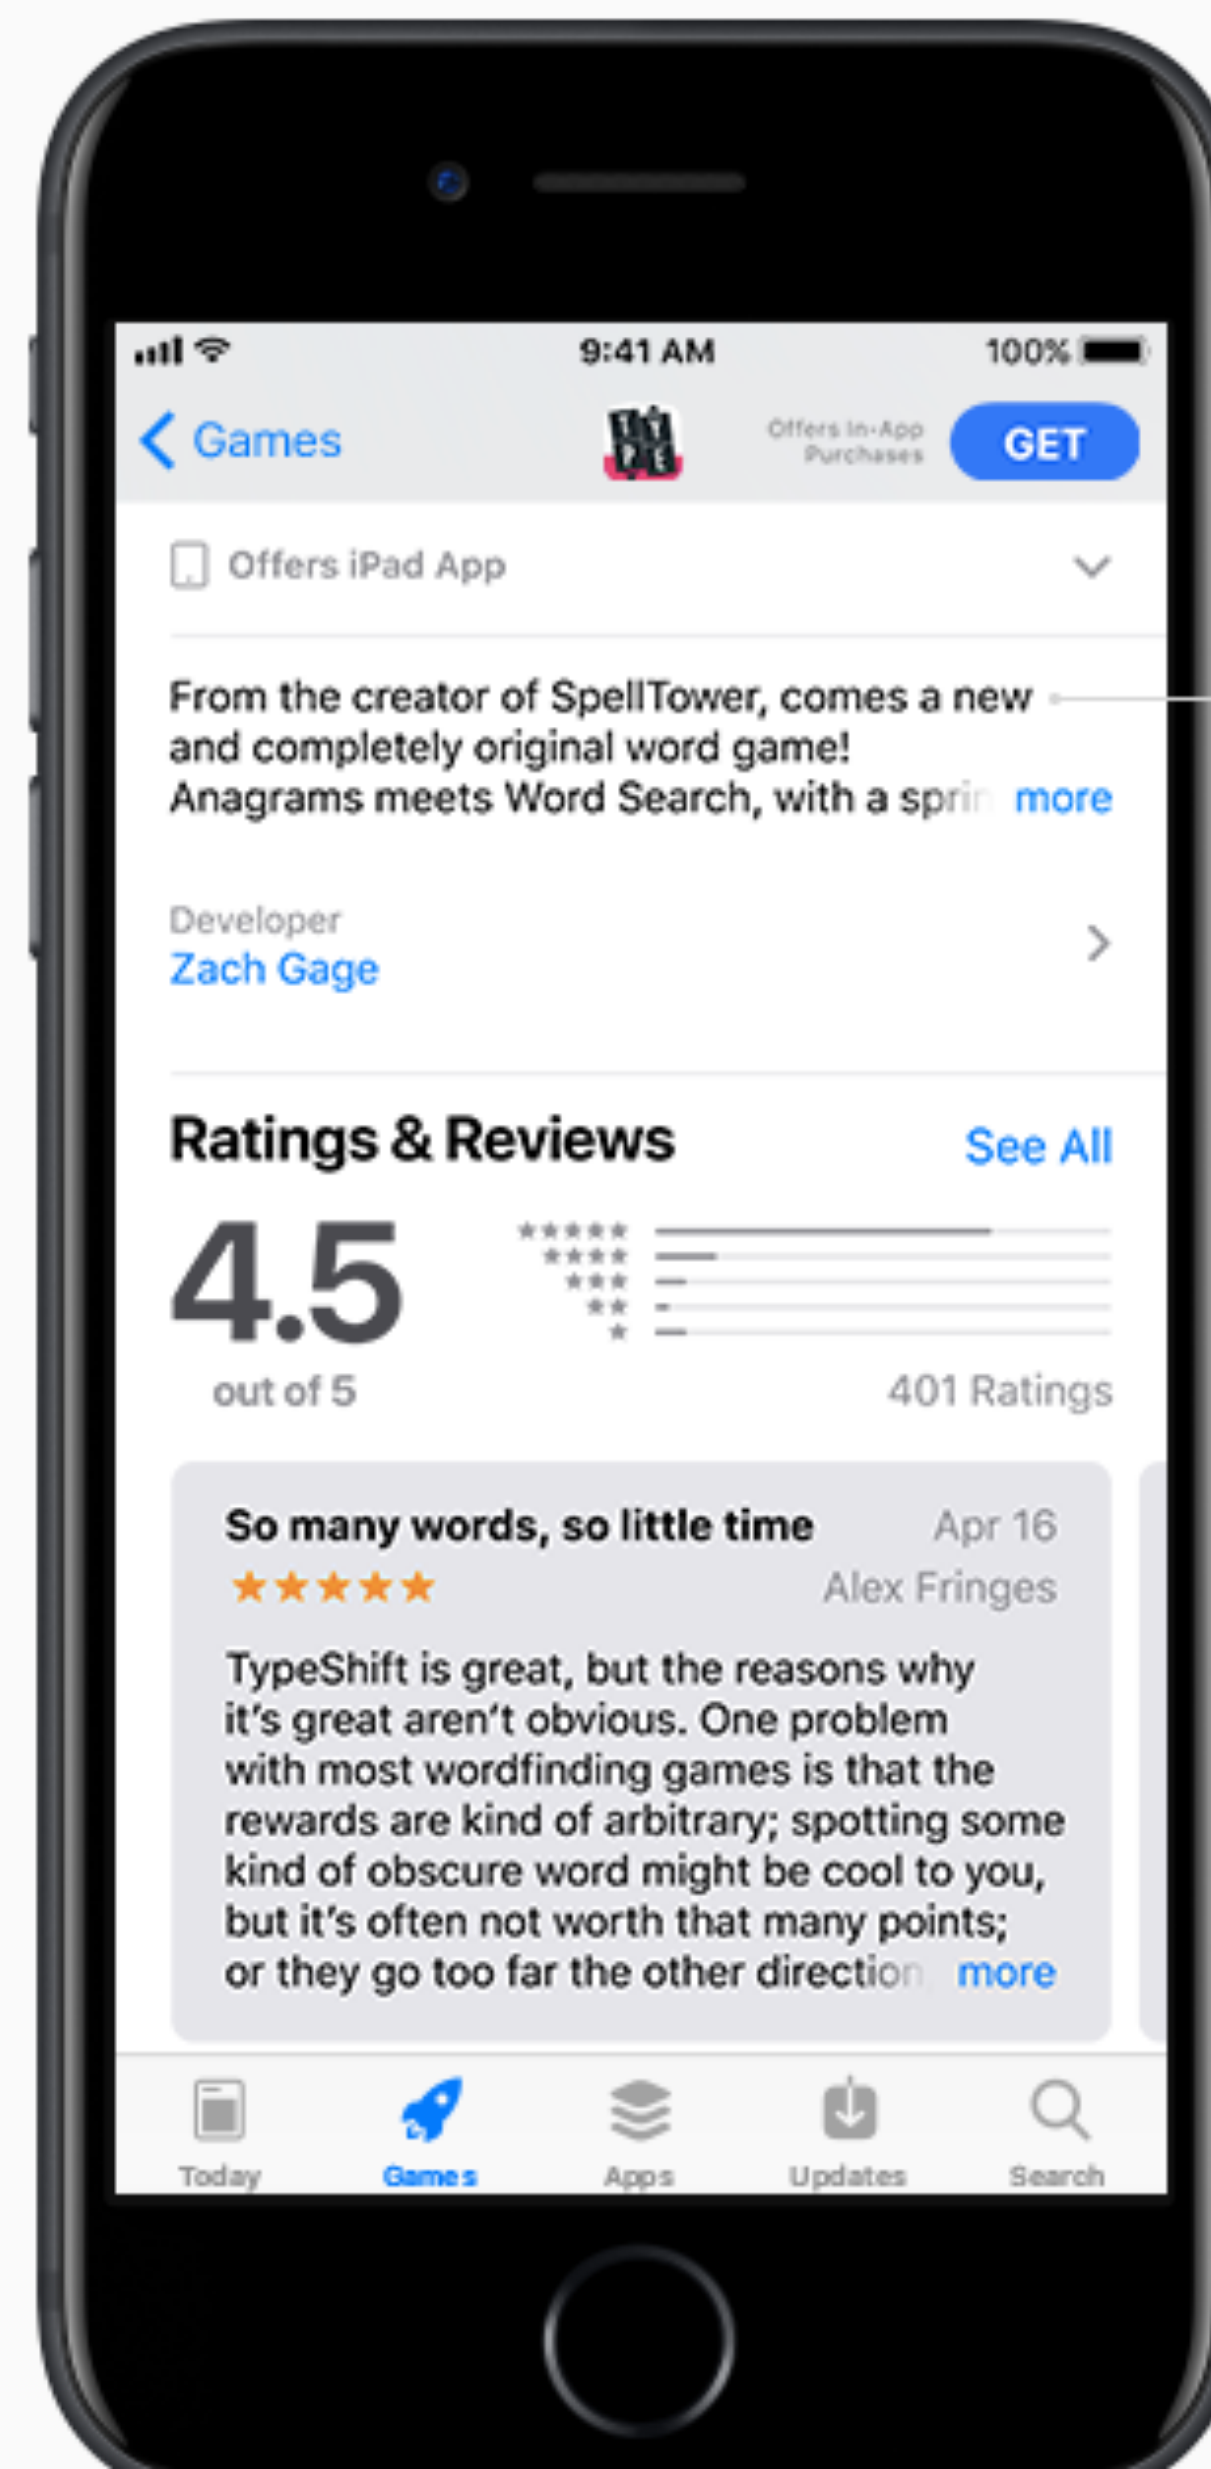 9:41 AM
100%
Games
TYPE
Offers In-App
Purchases
GET
Offers iPad App
From the creator of SpellTower, comes a new
and completely original word game!
Anagrams meets Word Search, with a sprin more
Developer
Zach Gage
Ratings & Reviews
See All
4.5
out of 5
401 Ratings
So many words, so little time
Apr 16
Alex Fringes
TypeShift is great, but the reasons why
it’s great aren’t obvious. One problem
with most wordfinding games is that the
rewards are kind of arbitrary; spotting some
kind of obscure word might be cool to you,
but it’s often not worth that many points;
or they go too far the other direction, more
Today
Games
Apps
Updates
Search